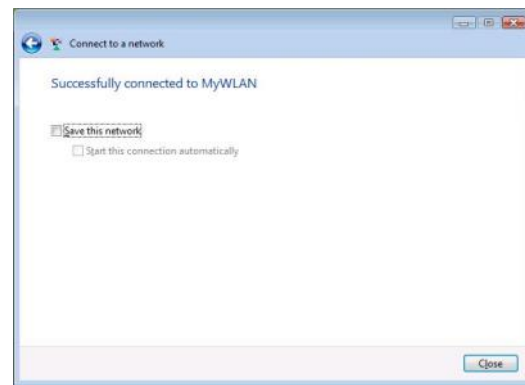 Connect to a network
Successfully connected to MyWLAN
Save this network
Start this connection automatically
Close